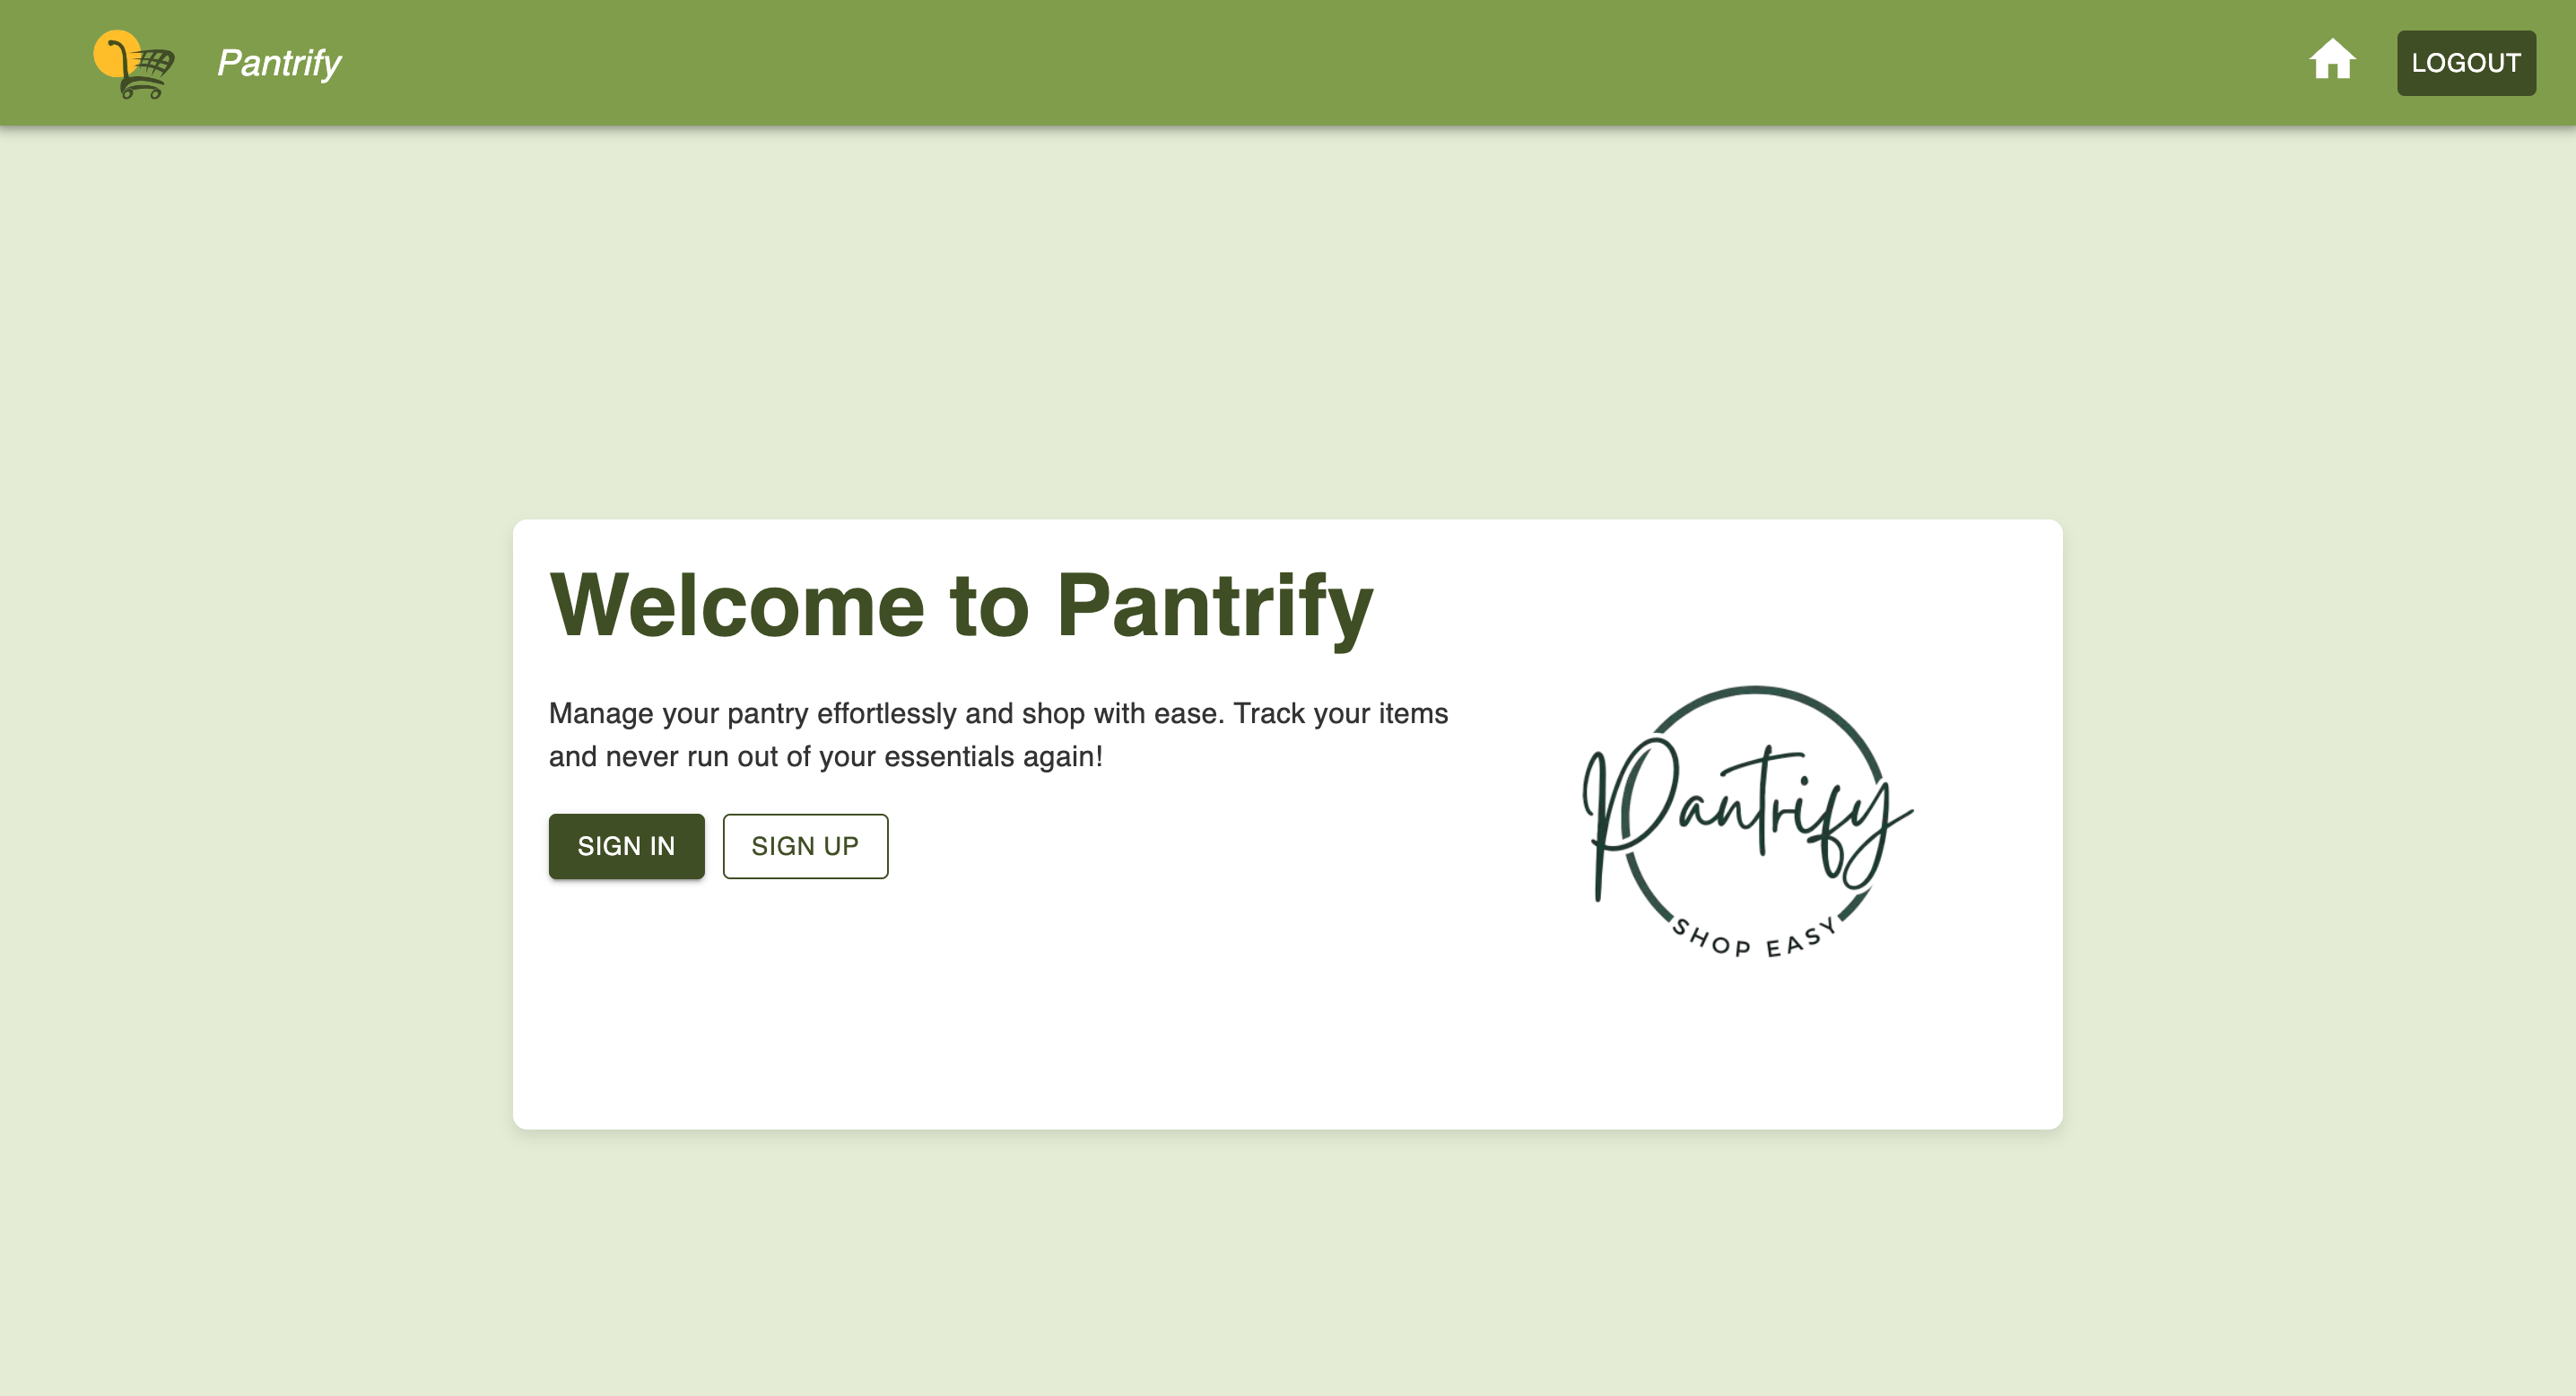 Pantrify
LOGOUT
Welcome to Pantrify
Manage your pantry effortlessly and shop with ease. Track your items
and never run out of your essentials again!
SIGN IN
SIGN UP
Pantrify
SHOP EASY